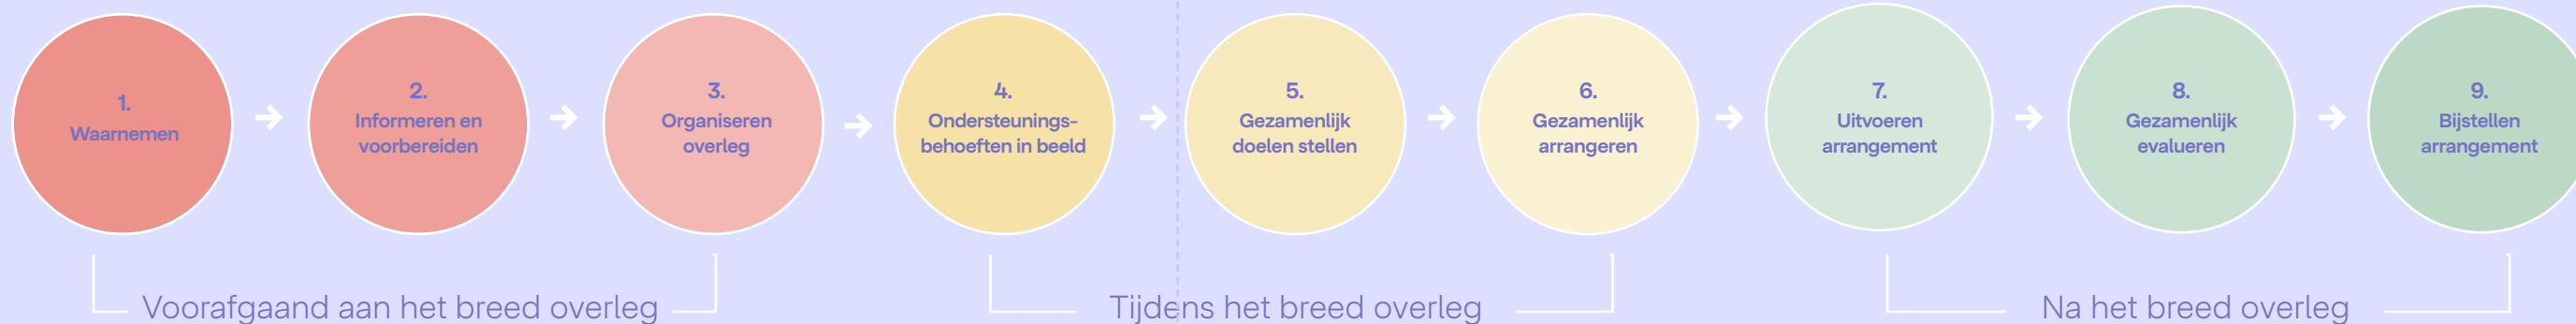 1.
Waarnemen
2.
Informeren en
voorbereiden
3.
Organiseren
overleg
4.
Ondersteunings-
behoeften in beeld
5.
Gezamenlijk
doelen stellen
6.
Gezamenlijk
arrangeren
7.
Uitvoeren
arrangement
8.
Gezamenlijk
evalueren
9.
Bijstellen
arrangement
Voorafgaand aan het breed overleg
Tijdens het breed overleg
Na het breed overleg